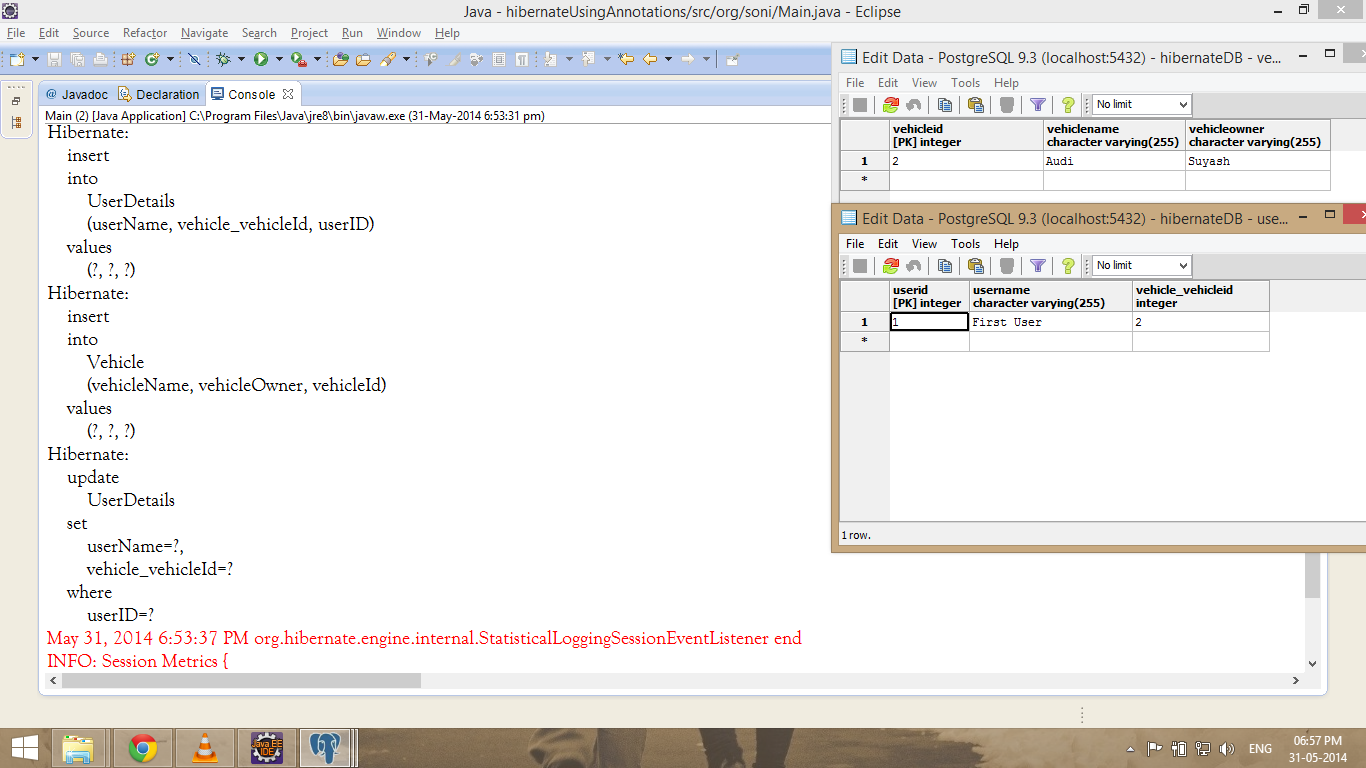 Java - hibernateUsingAnnotations/src/org/soni/Main.java - Eclipse
File Edit Source Refactor Navigate Search Project Run Window Help
@ Javadoc Declaration Console
Main (2) [Java Application] C:\Program Files\Java\jre8\bin\javaw.exe (31-May-2014 6:53:31 pm)
Hibernate:
insert
into
UserDetails
(userName, vehicle_vehicleId, userID)
values
(?, ?, ?)
Hibernate:
insert
into
Vehicle
(vehicleName, vehicleOwner, vehicleId)
values
(?, ?, ?)
Hibernate:
update
UserDetails
set
userName=?,
vehicle_vehicleId=?
where
userID=?
May 31, 2014 6:53:37 PM org.hibernate.engine.internal.StatisticalLoggingSessionEventListener end
INFO: Session Metrics {
Edit Data - PostgreSQL 9.3 (localhost:5432) - hibernateDB - ve...
File Edit View Tools Help
No limit
vehicleid vehiclename vehicleowner
[PK] integer character varying(255) character varying(255)
1 2 Audi Suyash
*
Edit Data - PostgreSQL 9.3 (localhost:5432) - hibernateDB - use...
File Edit View Tools Help
No limit
userid username vehicle_vehicleid
[PK] integer character varying(255) integer
1 1 First User 2
*
1 row.
Java EE
IDE
ENG
06:57 PM
31-05-2014